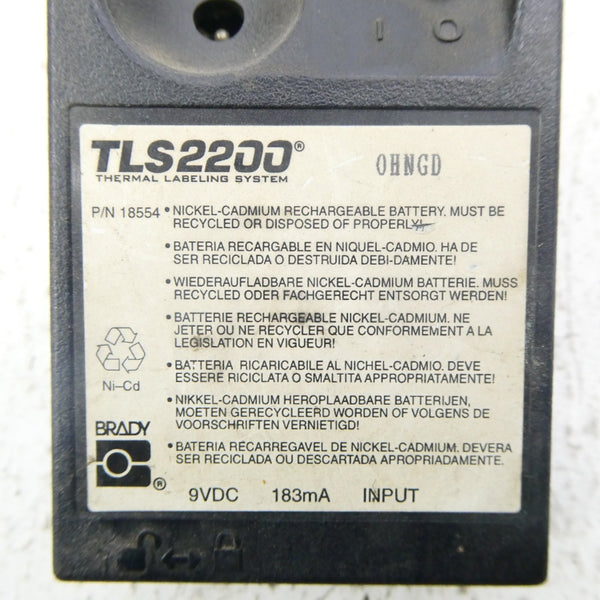 I O
TLS2200® OHNGD
THERMAL LABELING SYSTEM
P/N 18554 • NICKEL-CADMIUM RECHARGEABLE BATTERY. MUST BE
RECYCLED OR DISPOSED OF PROPERLY!
• BATERIA RECARGABLE EN NIQUEL-CADMIO. HA DE
SER RECICLADA O DESTRUIDA DEBI-DAMENTE!
• WIEDERAUFLADBARE NICKEL-CADMIUM BATTERIE. MUSS
RECYCLED ODER FACHGERECHT ENTSORGT WERDEN!
• BATTERIE RECHARGEABLE NICKEL-CADMIUM. NE
JETER OU NE RECYCLER QUE CONFORMEMENT A LA
LEGISLATION EN VIGUEUR!
• BATTERIA RICARICABILE AL NICHEL-CADMIO. DEVE
ESSERE RICICLATA O SMALTITA APPROPRIATAMENTE!
Ni-Cd
• NIKKEL-CADMIUM HEROPLAADBARE BATTERIJEN,
MOETEN GERECYCLEERD WORDEN OF VOLGENS DE
VOORSCHRIFTEN VERNIETIGD!
BRADY
®
• BATERIA RECARREGAVEL DE NICKEL-CADMIUM. DEVERA
SER RECICLADA OU DESCARTADA APROPRIADAMENTE.
9VDC 183mA INPUT